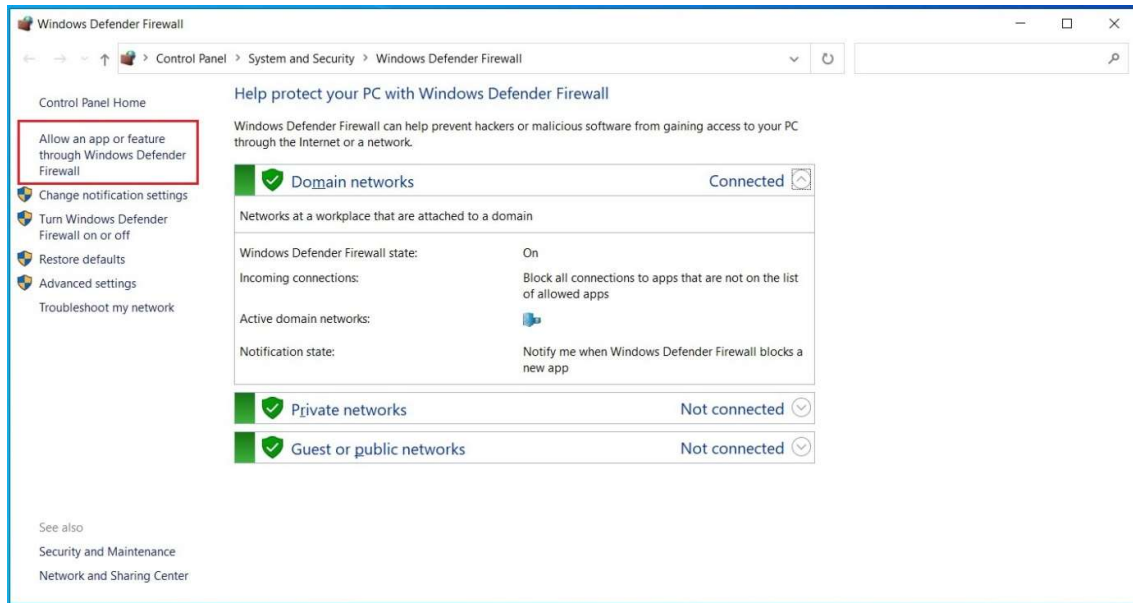 Windows Defender Firewall
Control Panel > System and Security > Windows Defender Firewall
Control Panel Home
Allow an app or feature
through Windows Defender
Firewall
Change notification settings
Turn Windows Defender
Firewall on or off
Restore defaults
Advanced settings
Troubleshoot my network
See also
Security and Maintenance
Network and Sharing Center
Help protect your PC with Windows Defender Firewall
Windows Defender Firewall can help prevent hackers or malicious software from gaining access to your PC
through the Internet or a network.
Domain networks Connected
Networks at a workplace that are attached to a domain
Windows Defender Firewall state: On
Incoming connections: Block all connections to apps that are not on the list
of allowed apps
Active domain networks:
Notification state: Notify me when Windows Defender Firewall blocks a
new app
Private networks Not connected
Guest or public networks Not connected